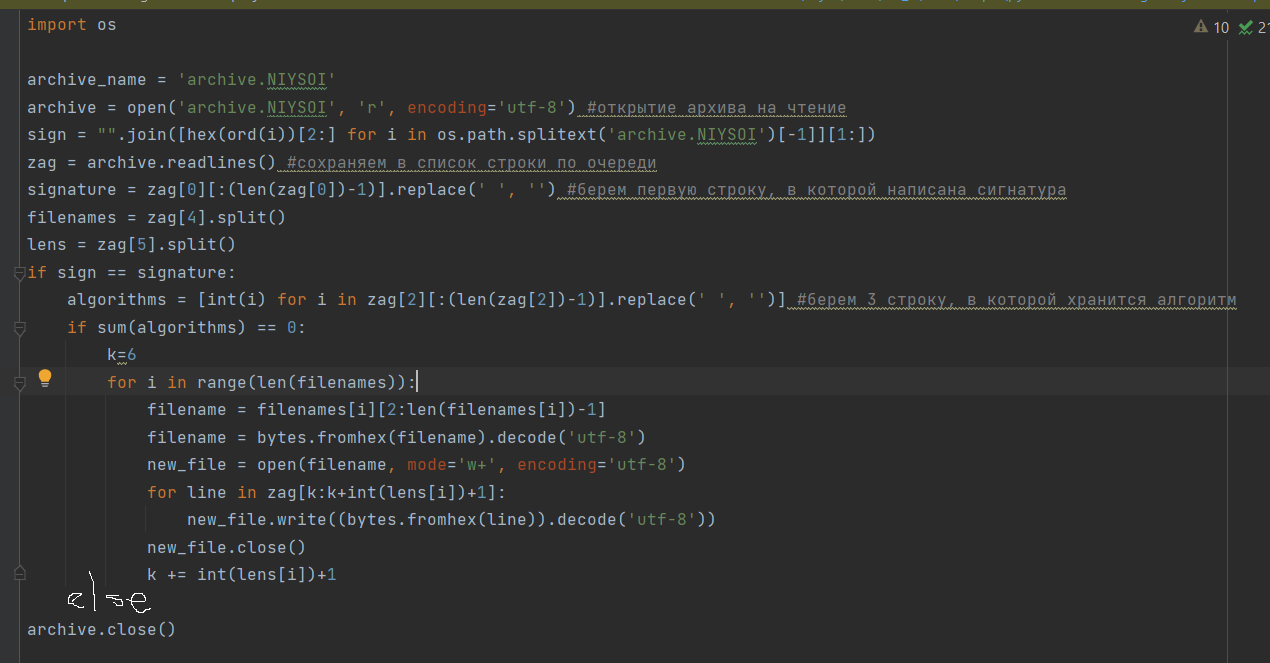 import os
10 21
archive_name = 'archive.NIYSOI'
archive = open('archive.NIYSOI', 'r', encoding='utf-8') #открытие архива на чтение
sign = "".join([hex(ord(i))[2:] for i in os.path.splitext('archive.NIYSOI')[-1]][1:])
zag = archive.readlines() #сохраняем в список строки по очереди
signature = zag[0][:(len(zag[0])-1)].replace(' ', '') #берем первую строку, в которой написана сигнатура
filenames = zag[4].split()
lens = zag[5].split()
if sign == signature:
    algorithms = [int(i) for i in zag[2][:(len(zag[2])-1)].replace(' ', '')] #берем 3 строку, в которой хранится алгоритм
    if sum(algorithms) == 0:
        k=6
        for i in range(len(filenames)):
            filename = filenames[i][2:len(filenames[i])-1]
            filename = bytes.fromhex(filename).decode('utf-8')
            new_file = open(filename, mode='w+', encoding='utf-8')
            for line in zag[k:k+int(lens[i])+1]:
                new_file.write((bytes.fromhex(line)).decode('utf-8'))
            new_file.close()
            k += int(lens[i])+1
    else
archive.close()